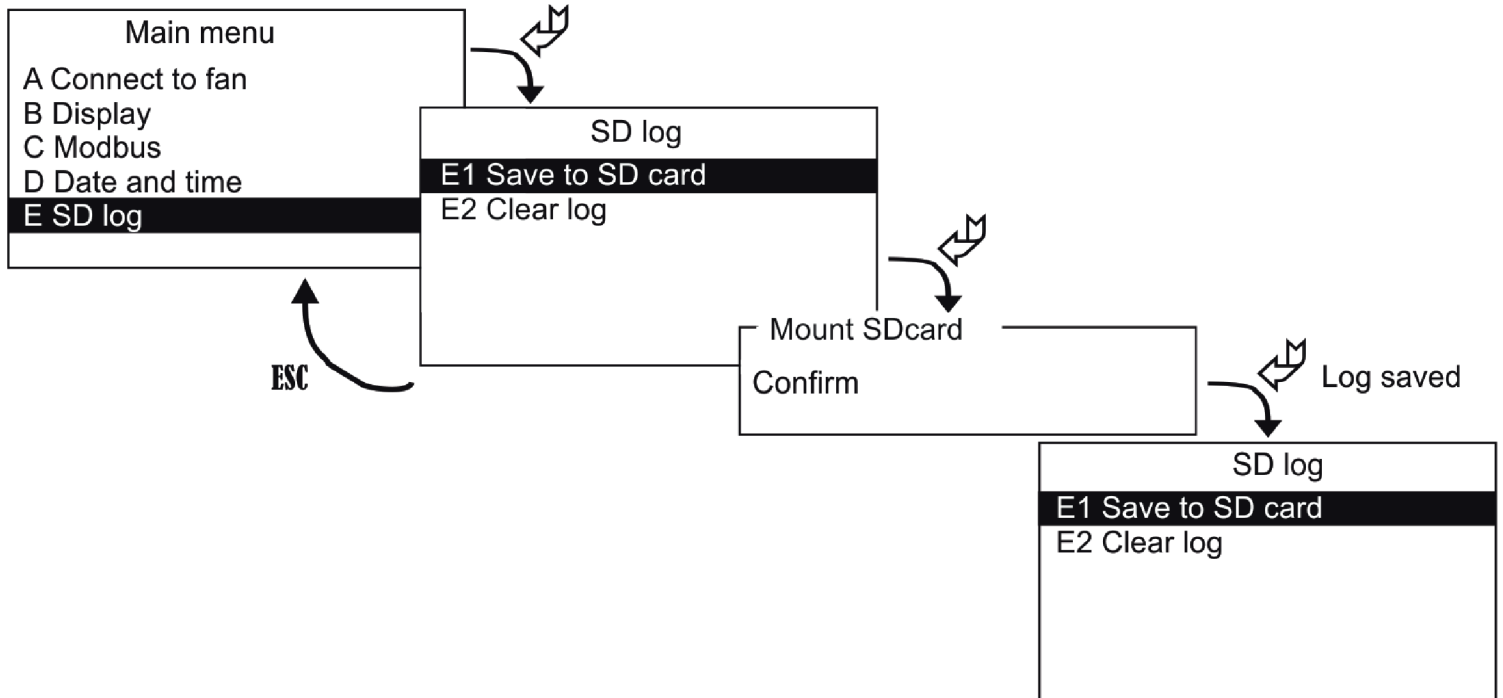 Main menu
A Connect to fan
B Display
C Modbus
D Date and time
E SD log
SD log
E1 Save to SD card
E2 Clear log
ESC
Mount SDcard
Confirm
Log saved
SD log
E1 Save to SD card
E2 Clear log